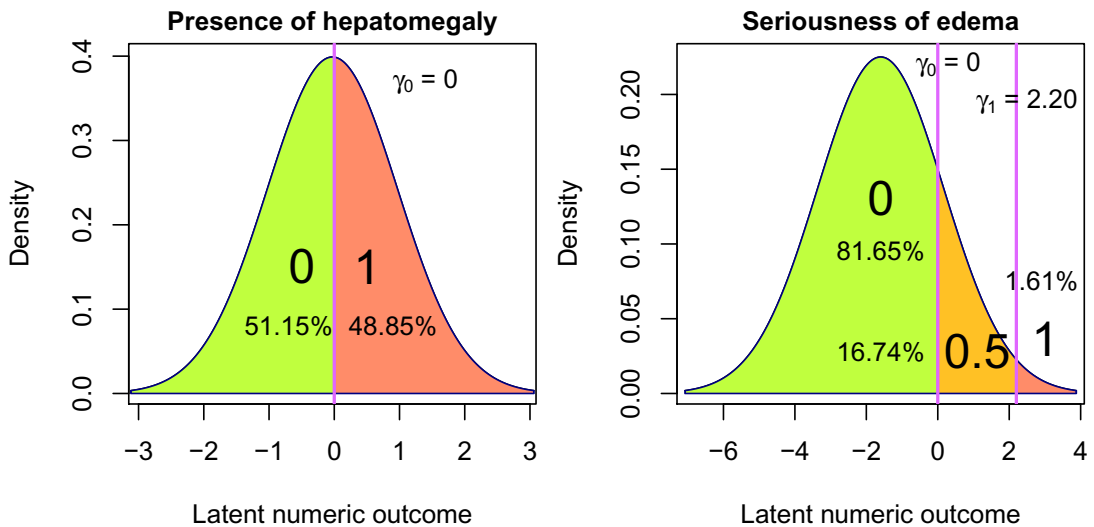 Presence of hepatomegaly
Density
0.0 0.1 0.2 0.3 0.4
γ₀ = 0
0 1
51.15% 48.85%
−3 −2 −1 0 1 2 3
Latent numeric outcome
Seriousness of edema
Density
0.00 0.05 0.10 0.15 0.20
γ₀ = 0
γ₁ = 2.20
0
81.65%
1.61%
16.74%
0.5 1
−6 −4 −2 0 2 4
Latent numeric outcome